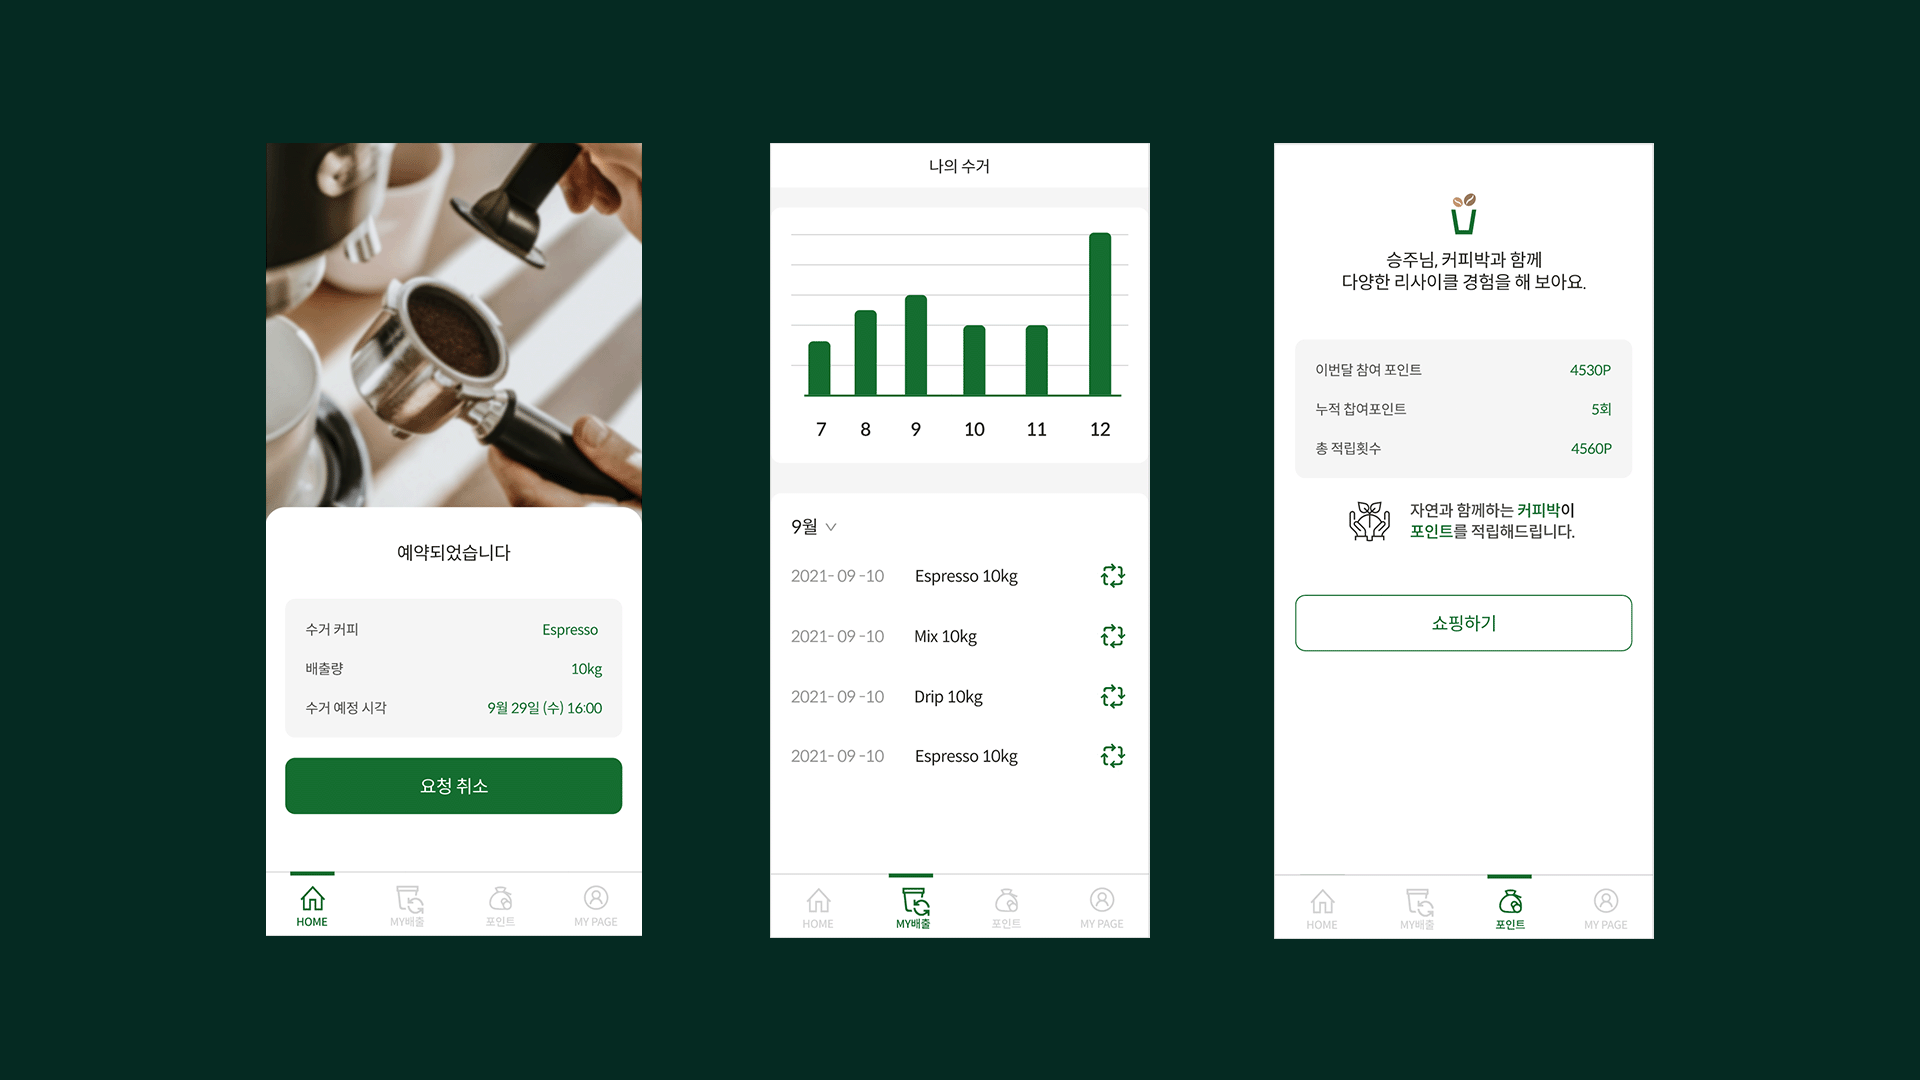 예약되었습니다
수거 커피 Espresso
배출량 10kg
수거 예정 시각 9월 29일 (수) 16:00
요청 취소
HOME MY배출 포인트 MY PAGE
나의 수거
7 8 9 10 11 12
9월
2021- 09 -10 Espresso 10kg
2021- 09 -10 Mix 10kg
2021- 09 -10 Drip 10kg
2021- 09 -10 Espresso 10kg
HOME MY배출 포인트 MY PAGE
승주님, 커피박과 함께
다양한 리사이클 경험을 해 보아요.
이번달 참여 포인트 4530P
누적 참여포인트 5회
총 적립횟수 4560P
자연과 함께하는 커피박이
포인트를 적립해드립니다.
쇼핑하기
HOME MY배출 포인트 MY PAGE